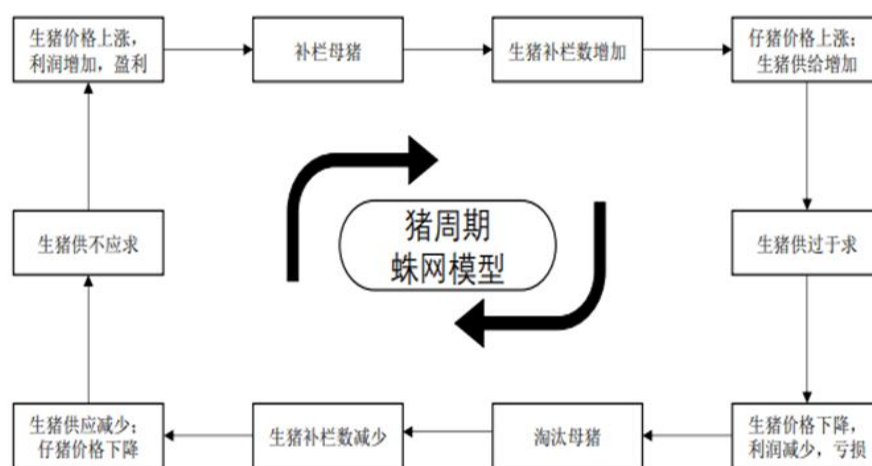 生猪价格上涨,
利润增加，盈利
补栏母猪
生猪补栏数增加
仔猪价格上涨;
生猪供给增加
生猪供不应求
猪周期
蛛网模型
生猪供过于求
生猪供应减少;
仔猪价格下降
生猪补栏数减少
淘汰母猪
生猪价格下降,
利润减少，亏损